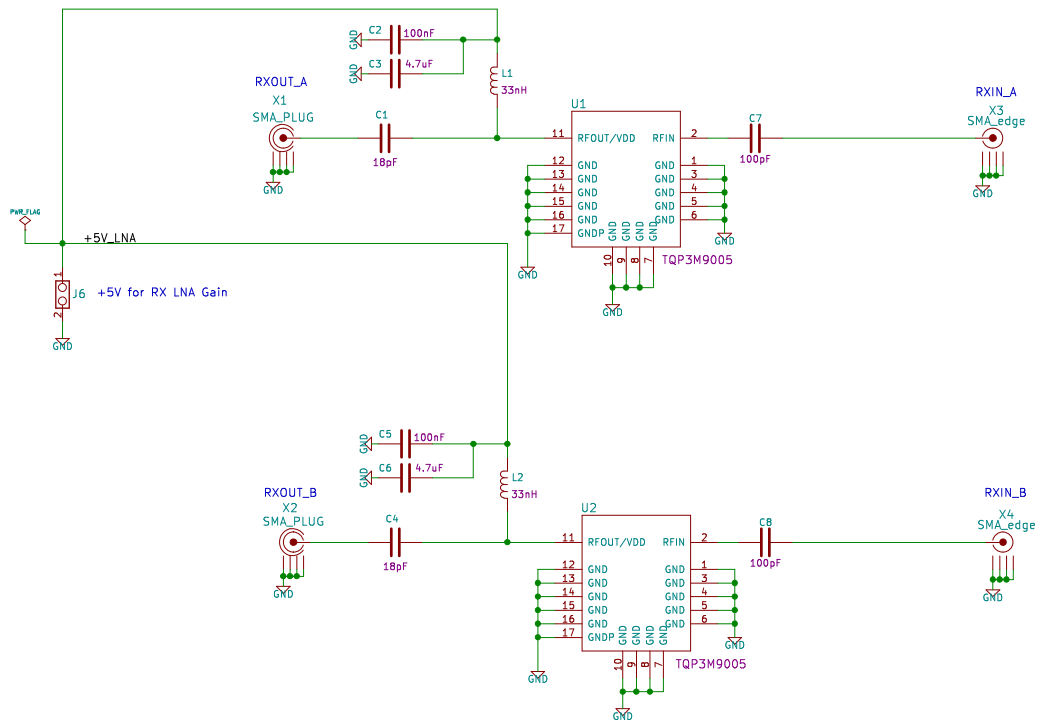 C2
100nF
GND
C3
4.7uF
GND
RXOUT_A
X1
SMA_PLUG
GND
C1
18pF
L1
33nH
U1
11 RFOUT/VDD RFIN 2
12 GND GND 1
13 GND GND 3
14 GND GND 4
15 GND GND 5
16 GND GND 6
17 GNDP
GND GND GND GND
10 9 8 7
TQP3M9005
GND
GND
GND
C7
100pF
RXIN_A
X3
SMA_edge
GND
PWR_FLAG
+5V_LNA
1
J6
2
+5V for RX LNA Gain
GND
C5
100nF
GND
C6
4.7uF
GND
RXOUT_B
X2
SMA_PLUG
GND
C4
18pF
L2
33nH
U2
11 RFOUT/VDD RFIN 2
12 GND GND 1
13 GND GND 3
14 GND GND 4
15 GND GND 5
16 GND GND 6
17 GNDP
GND GND GND GND
10 9 8 7
TQP3M9005
GND
GND
GND
C8
100pF
RXIN_B
X4
SMA_edge
GND